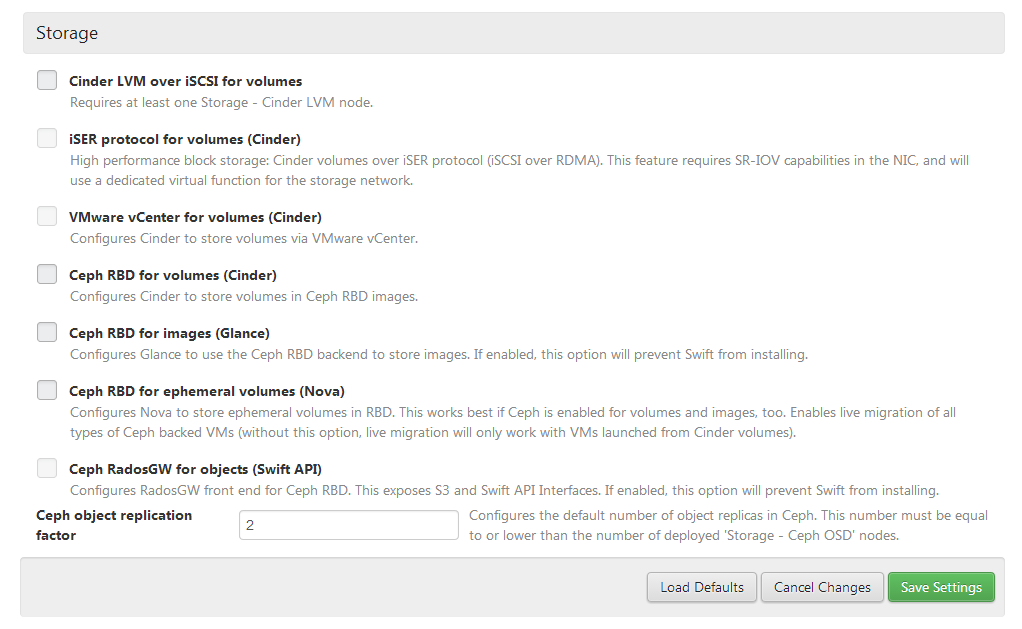 Storage
Cinder LVM over iSCSI for volumes
Requires at least one Storage - Cinder LVM node.
iSER protocol for volumes (Cinder)
High performance block storage: Cinder volumes over iSER protocol (iSCSI over RDMA). This feature requires SR-IOV capabilities in the NIC, and will
use a dedicated virtual function for the storage network.
VMware vCenter for volumes (Cinder)
Configures Cinder to store volumes via VMware vCenter.
Ceph RBD for volumes (Cinder)
Configures Cinder to store volumes in Ceph RBD images.
Ceph RBD for images (Glance)
Configures Glance to use the Ceph RBD backend to store images. If enabled, this option will prevent Swift from installing.
Ceph RBD for ephemeral volumes (Nova)
Configures Nova to store ephemeral volumes in RBD. This works best if Ceph is enabled for volumes and images, too. Enables live migration of all
types of Ceph backed VMs (without this option, live migration will only work with VMs launched from Cinder volumes).
Ceph RadosGW for objects (Swift API)
Configures RadosGW front end for Ceph RBD. This exposes S3 and Swift API Interfaces. If enabled, this option will prevent Swift from installing.
Ceph object replication
factor
2
Configures the default number of object replicas in Ceph. This number must be equal
to or lower than the number of deployed 'Storage - Ceph OSD' nodes.
Load Defaults
Cancel Changes
Save Settings